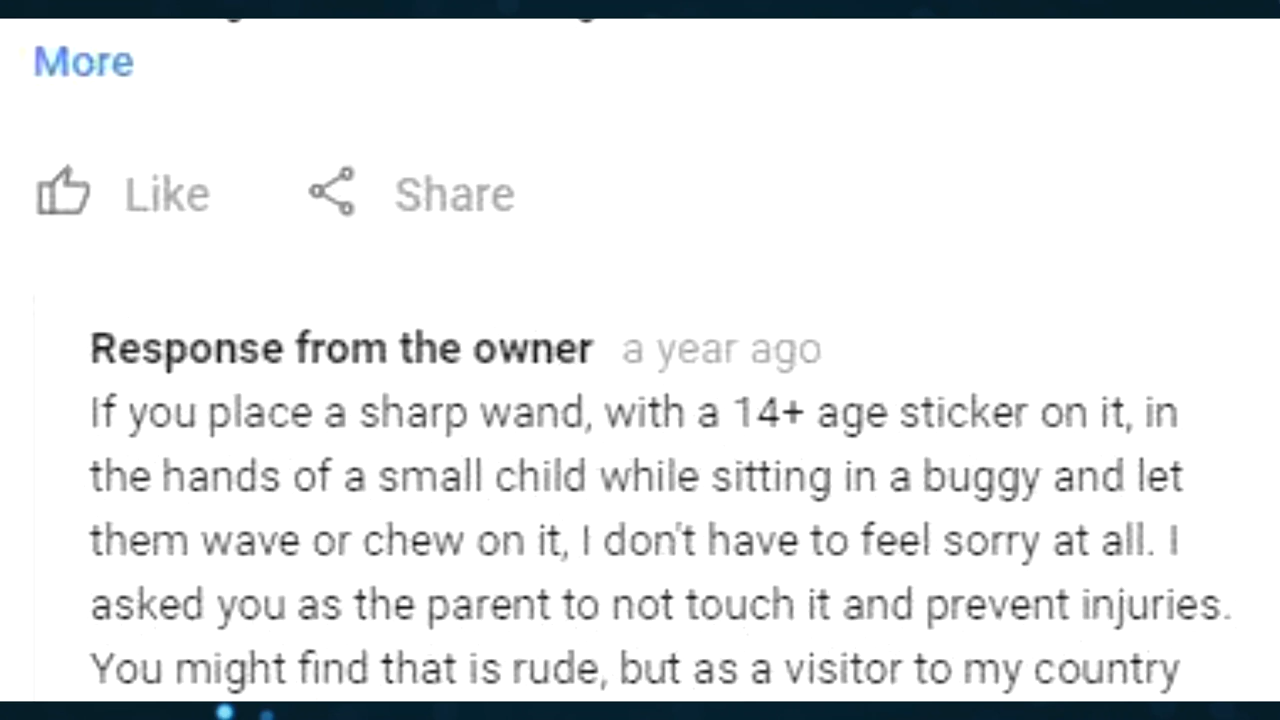 More
Like Share
Response from the owner a year ago
If you place a sharp wand, with a 14+ age sticker on it, in
the hands of a small child while sitting in a buggy and let
them wave or chew on it, I don't have to feel sorry at all. I
asked you as the parent to not touch it and prevent injuries.
You might find that is rude, but as a visitor to my country